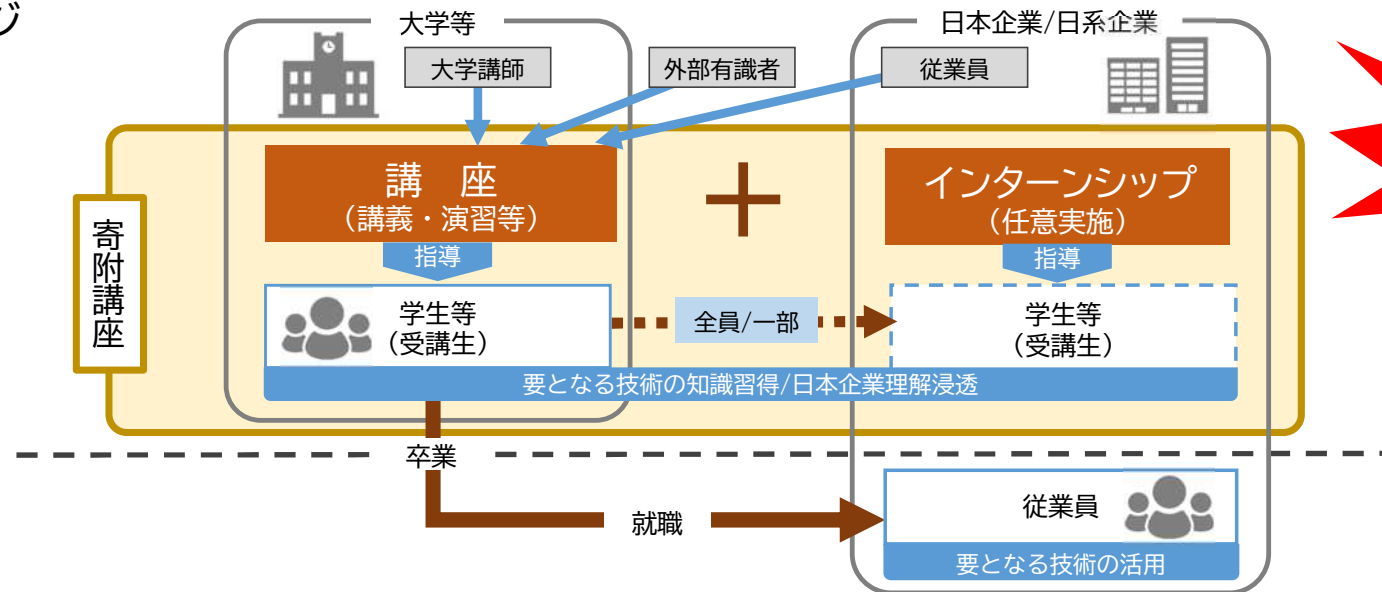 ジ
大学等
日本企業/日系企業
大学講師
外部有識者
従業員
寄附講座
講 座
（講義・演習等）
インターンシップ
（任意実施）
指導
指導
学生等
（受講生）
全員/一部
学生等
（受講生）
要となる技術の知識習得/日本企業理解浸透
卒業
就職
従業員
要となる技術の活用